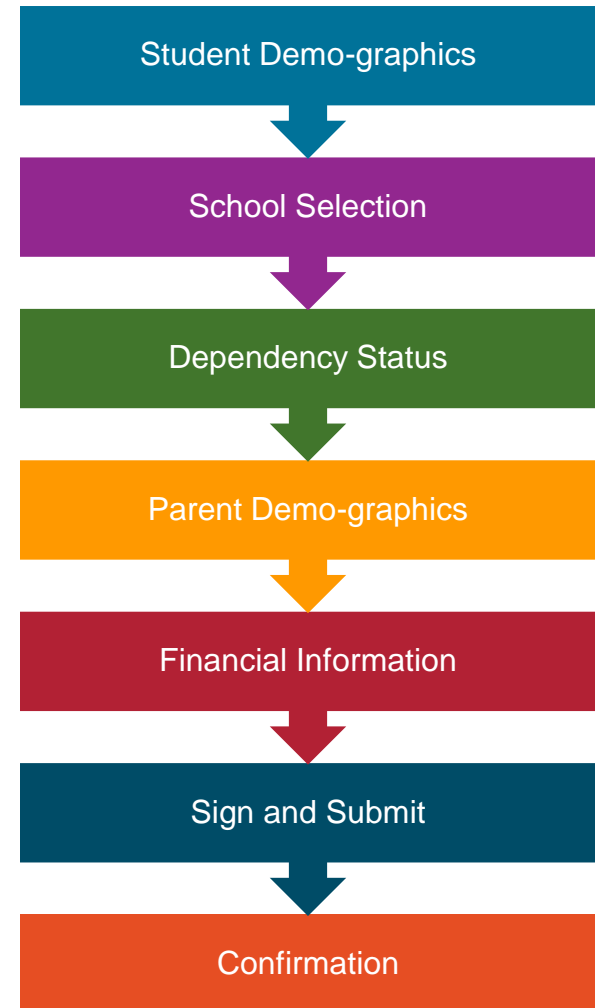 Student Demo-graphics
School Selection
Dependency Status
Parent Demo-graphics
Financial Information
Sign and Submit
Confirmation